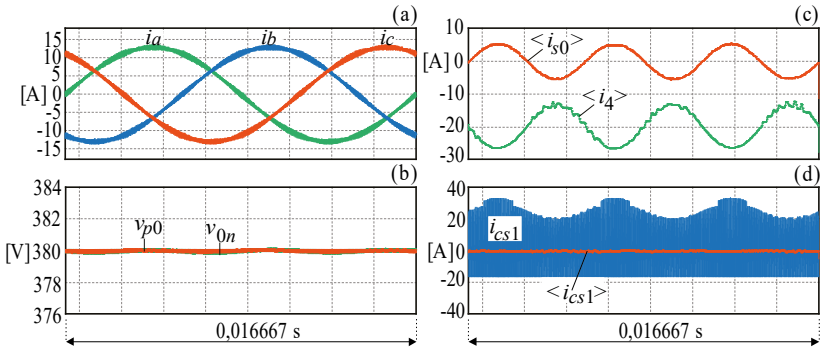 (a)
ia ib ic
15
10
5
[A] 0
-5
-10
-15
(b)
384
382
vp0 v0n
[V] 380
378
376
0,016667 s
(c)
10
<is0>
[A] 0
-10
<i4>
-20
-30
(d)
40
20
ics1
[A] 0
-20
<ics1>
-40
0,016667 s